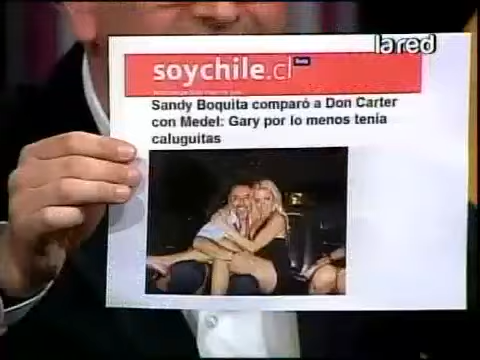 lared
soychile.cl
Sandy Boquita comparó a Don Carter
con Medel: Gary por lo menos tenía
caluguitas